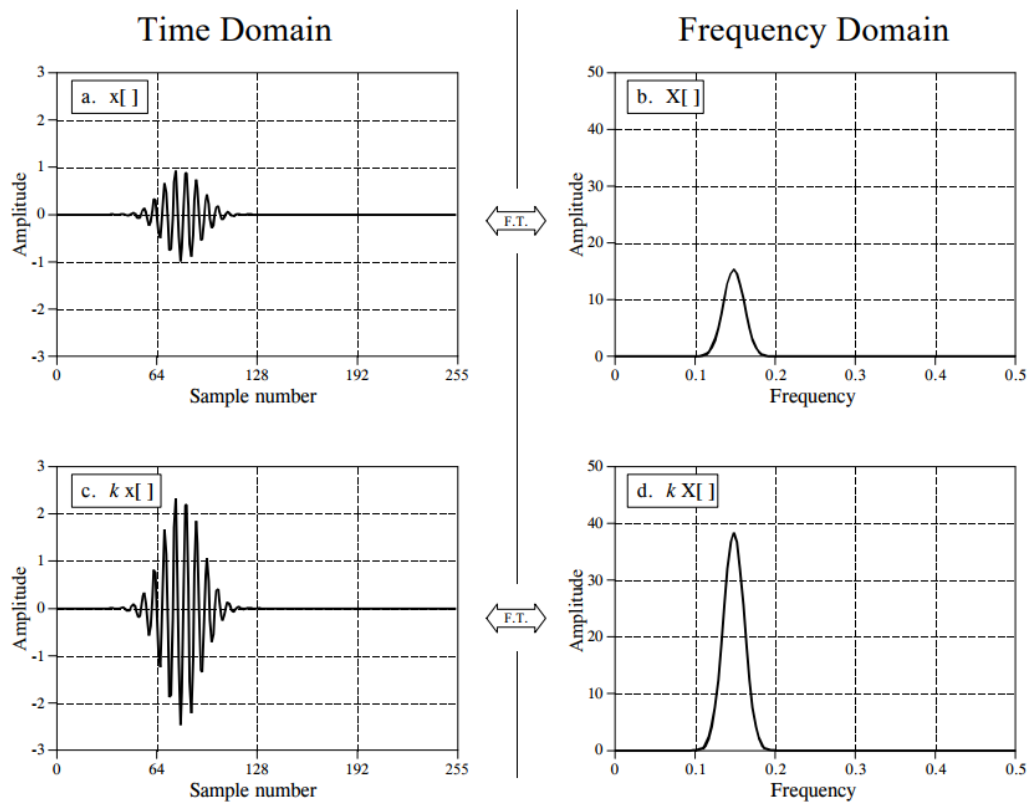 Time Domain
Frequency Domain
3
2
1
0
-1
-2
-3
Amplitude
a. x[ ]
0 64 128 192 255
Sample number
F.T.
50
40
30
20
10
0
Amplitude
b. X[ ]
0 0.1 0.2 0.3 0.4 0.5
Frequency
3
2
1
0
-1
-2
-3
Amplitude
c. k x[ ]
0 64 128 192 255
Sample number
F.T.
50
40
30
20
10
0
Amplitude
d. k X[ ]
0 0.1 0.2 0.3 0.4 0.5
Frequency